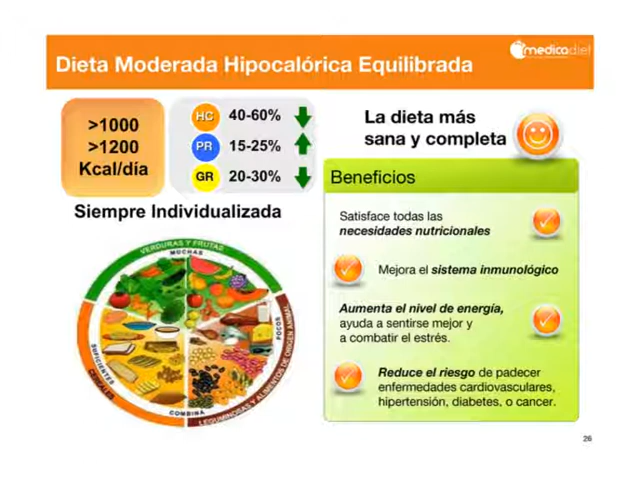 medicadiet
Dieta Moderada Hipocalórica Equilibrada
>1000
>1200
Kcal/día
HC 40-60%
PR 15-25%
GR 20-30%
Siempre Individualizada
La dieta más
sana y completa
Beneficios
Satisface todas las
necesidades nutricionales
Mejora el sistema inmunológico
Aumenta el nivel de energía,
ayuda a sentirse mejor y
a combatir el estrés.
Reduce el riesgo de padecer
enfermedades cardiovasculares,
hipertensión, diabetes, o cancer.
VERDURAS Y FRUTAS
MUCHAS
POCOS
LEGUMINOSAS Y ALIMENTOS DE ORIGEN ANIMAL
COMBINA
SUFICIENTES
CEREALES
26